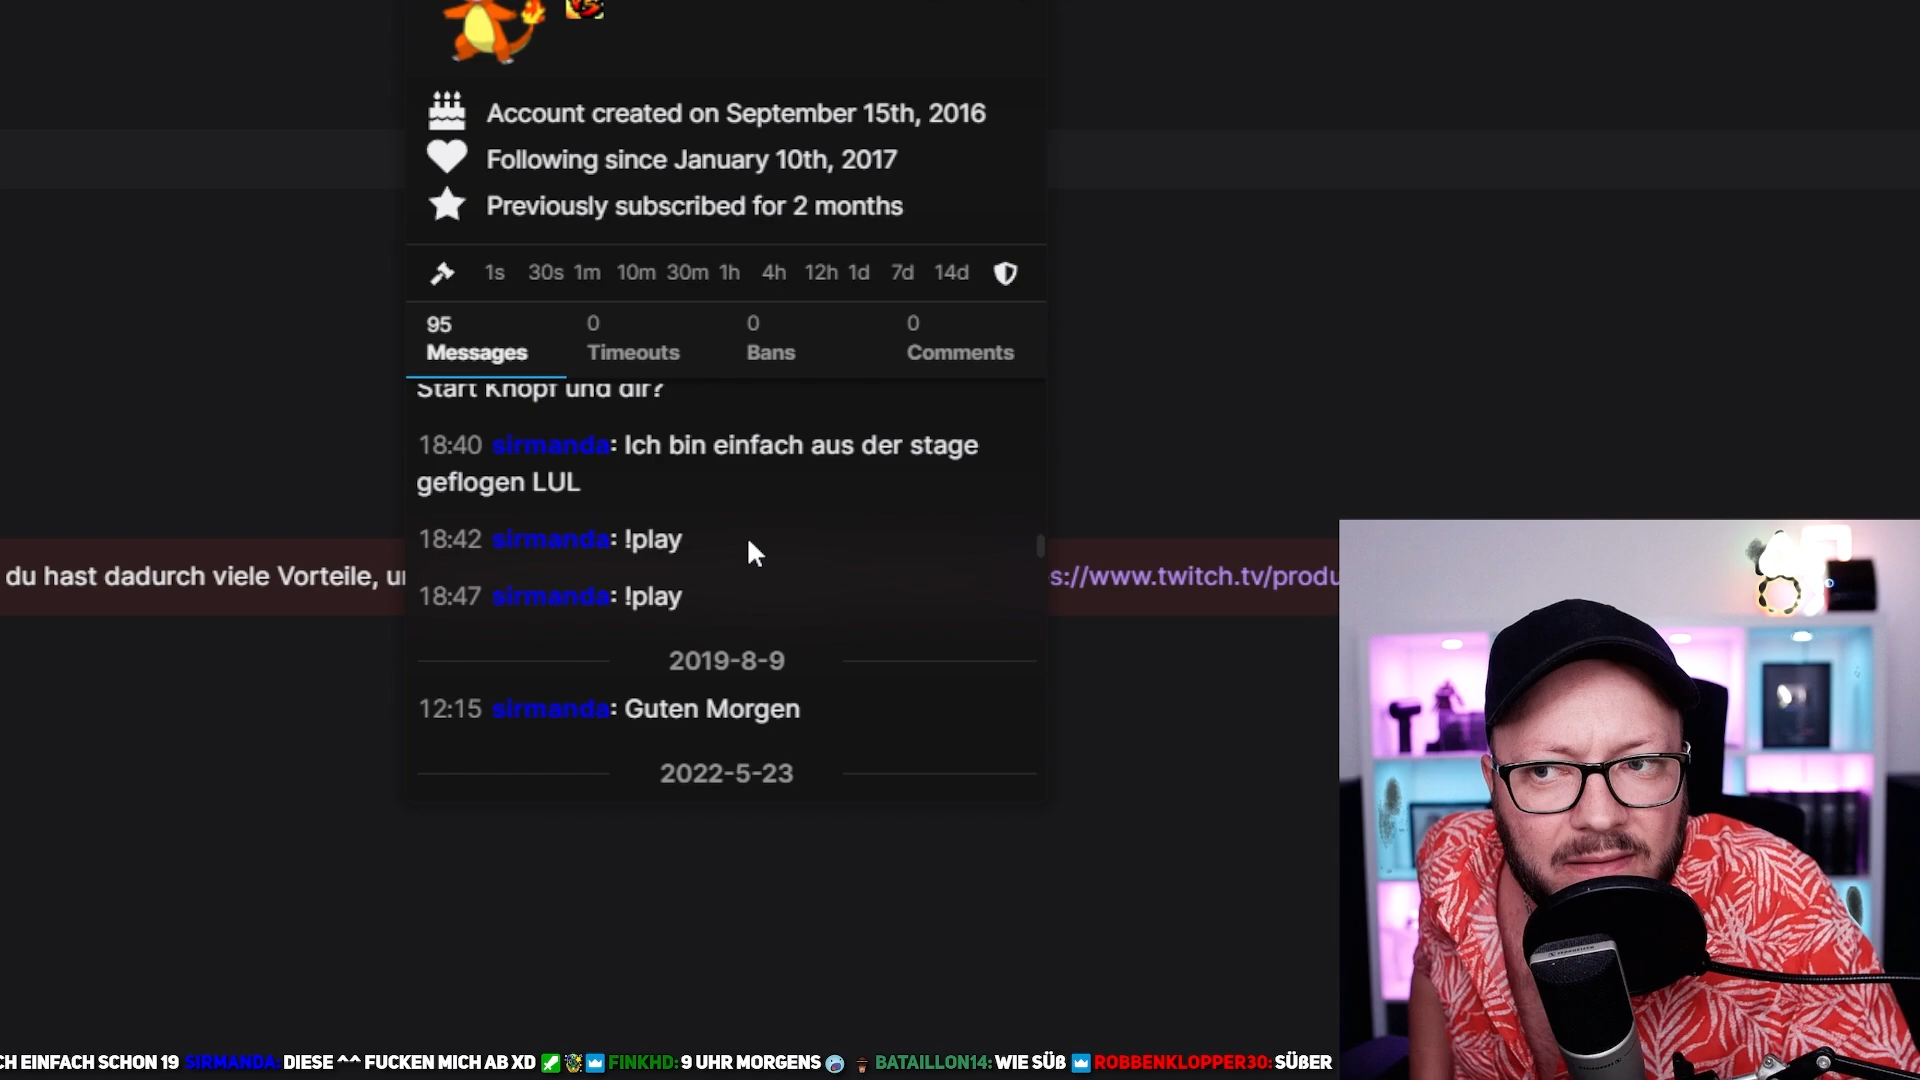 VS
Account created on September 15th, 2016
Following since January 10th, 2017
Previously subscribed for 2 months
1s 30s 1m 10m 30m 1h 4h 12h 1d 7d 14d
95 0 0 0
Messages Timeouts Bans Comments
Start Knopf und dir?
18:40 sirmanda: Ich bin einfach aus der stage
geflogen LUL
18:42 sirmanda: !play
du hast dadurch viele Vorteile, s://www.twitch.tv/produ
18:47 sirmanda: !play
2019-8-9
12:15 sirmanda: Guten Morgen
2022-5-23
CH EINFACH SCHON 19 SIRMANDA: DIESE ^^ FUCKEN MICH AB XD FINKHD: 9 UHR MORGENS BATAILLON14: WIE SÜß ROBBENKLOPPER30: SÜßER